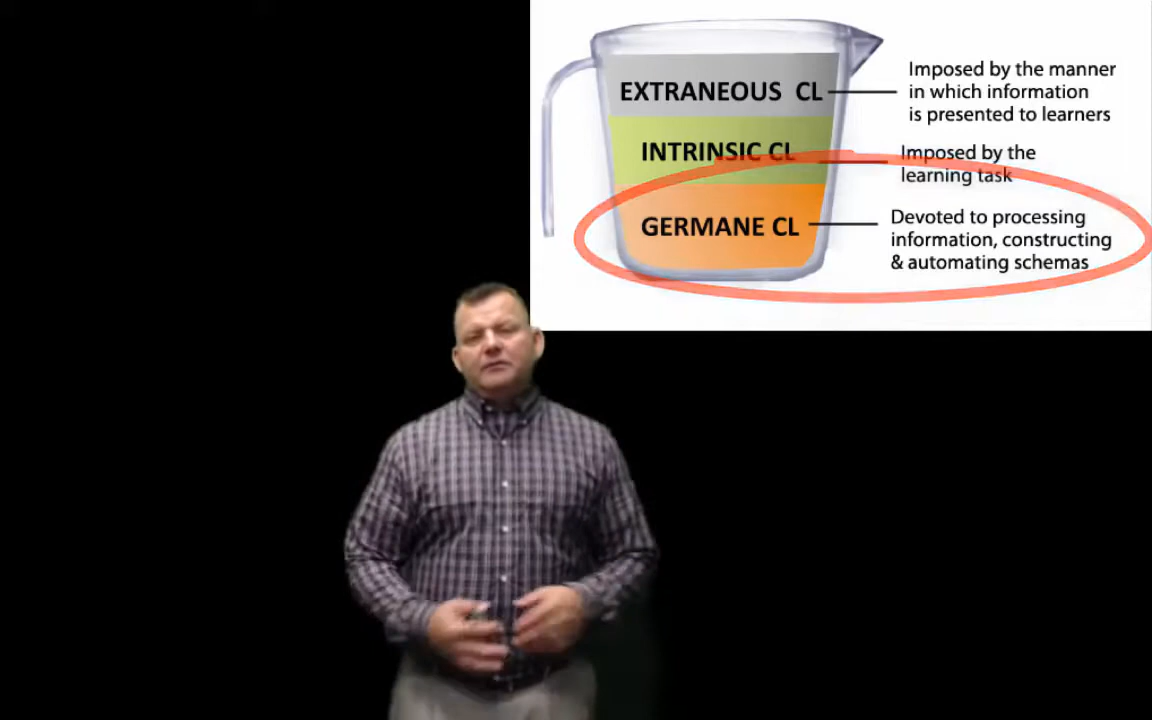 EXTRANEOUS CL
Imposed by the manner
in which information
is presented to learners
INTRINSIC CL
Imposed by the
learning task
GERMANE CL
Devoted to processing
information, constructing
& automating schemas